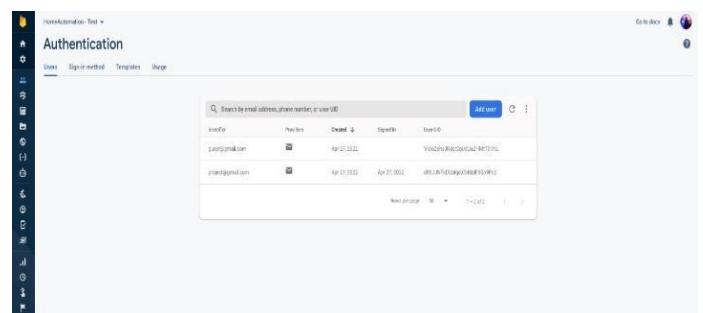 HomeAutomation - Test
Go to docs
Authentication
Users Sign-in method Templates Usage
Search by email address, phone number, or user UID
Add user
Identifier Providers Created ↓ Signed In User UID
Apr 27, 2022
Apr 27, 2022 Apr 27, 2022
Rows per page 50 1 – 2 of 2